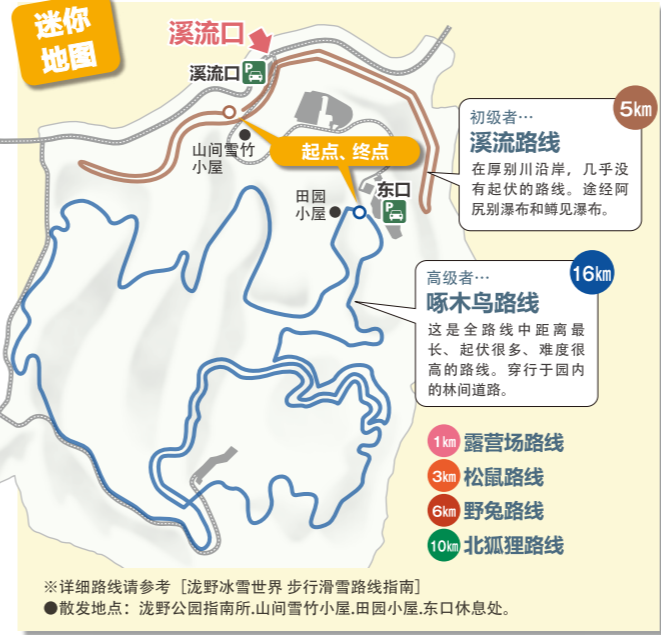 迷你
地图
溪流口
溪流口
P
山间雪竹
小屋
起点、终点
田园
小屋
东口
P
5km
初级者…
溪流路线
在厚别川沿岸，几乎没
有起伏的路线。途经阿
尻别瀑布和鳟见瀑布。
16km
高级者…
啄木鸟路线
这是全路线中距离最
长、起伏很多、难度很
高的路线。穿行于园内
的林间道路。
1km 露营场路线
3km 松鼠路线
6km 野兔路线
10km 北狐狸路线
※详细路线请参考［泷野冰雪世界 步行滑雪路线指南］
●散发地点：泷野公园指南所.山间雪竹小屋.田园小屋.东口休息处。